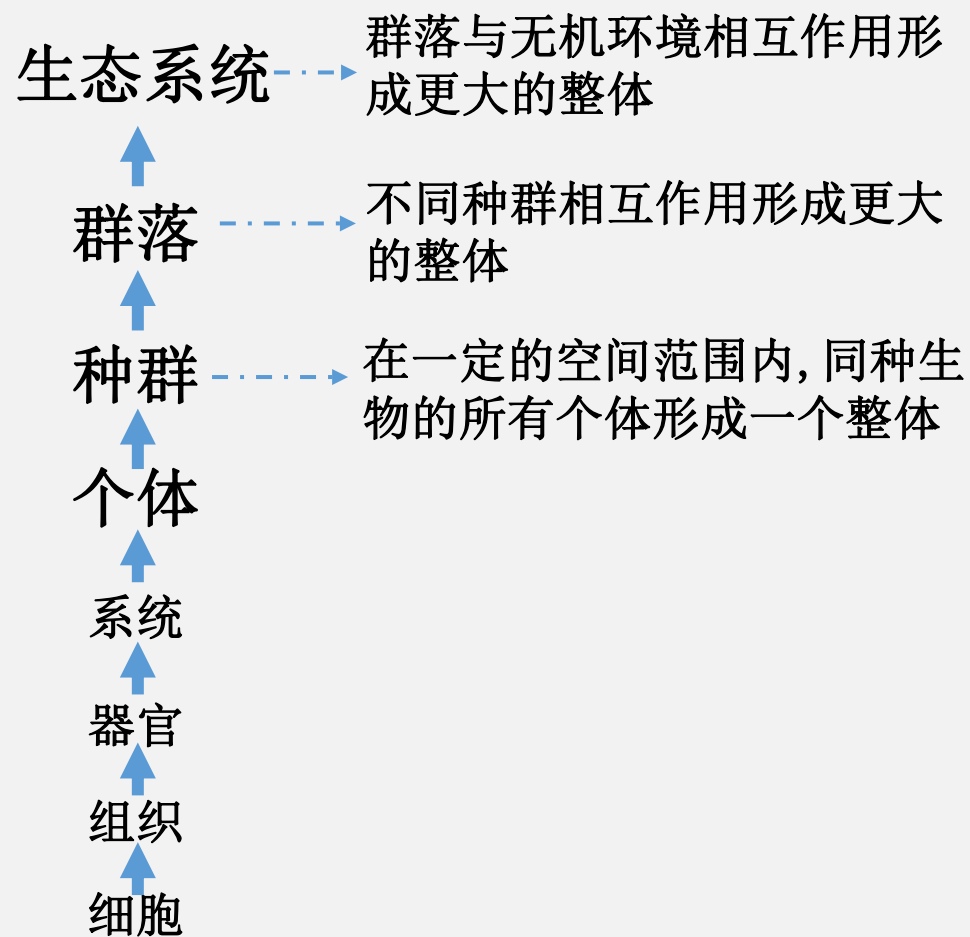 生态系统
群落与无机环境相互作用形
成更大的整体
群落
不同种群相互作用形成更大
的整体
种群
在一定的空间范围内,同种生
物的所有个体形成一个整体
个体
系统
器官
组织
细胞